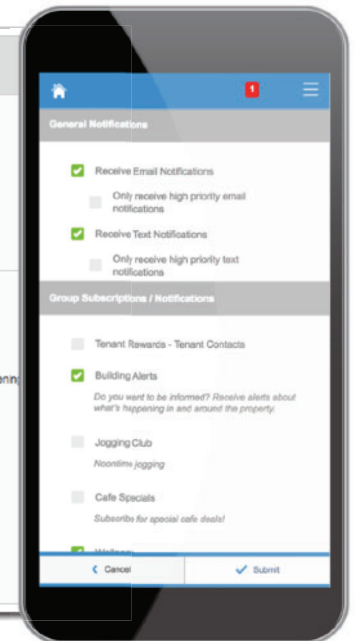 1
General Notifications
Receive Email Notifications
Only receive high priority email
notifications
Receive Text Notifications
Only receive high priority text
notifications
Group Subscriptions / Notifications
Tenant Rewards - Tenant Contacts
Building Alerts
Do you want to be informed? Receive alerts about
what's happening in and around the property.
Jogging Club
Noontime jogging
Cafe Specials
Subscribe for special cafe deals!
Cancel
Submit